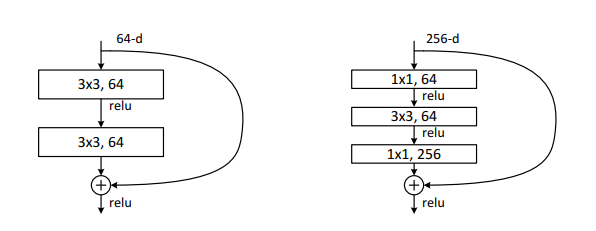 64-d
3x3, 64
relu
3x3, 64
+
relu
256-d
1x1, 64
relu
3x3, 64
relu
1x1, 256
+
relu